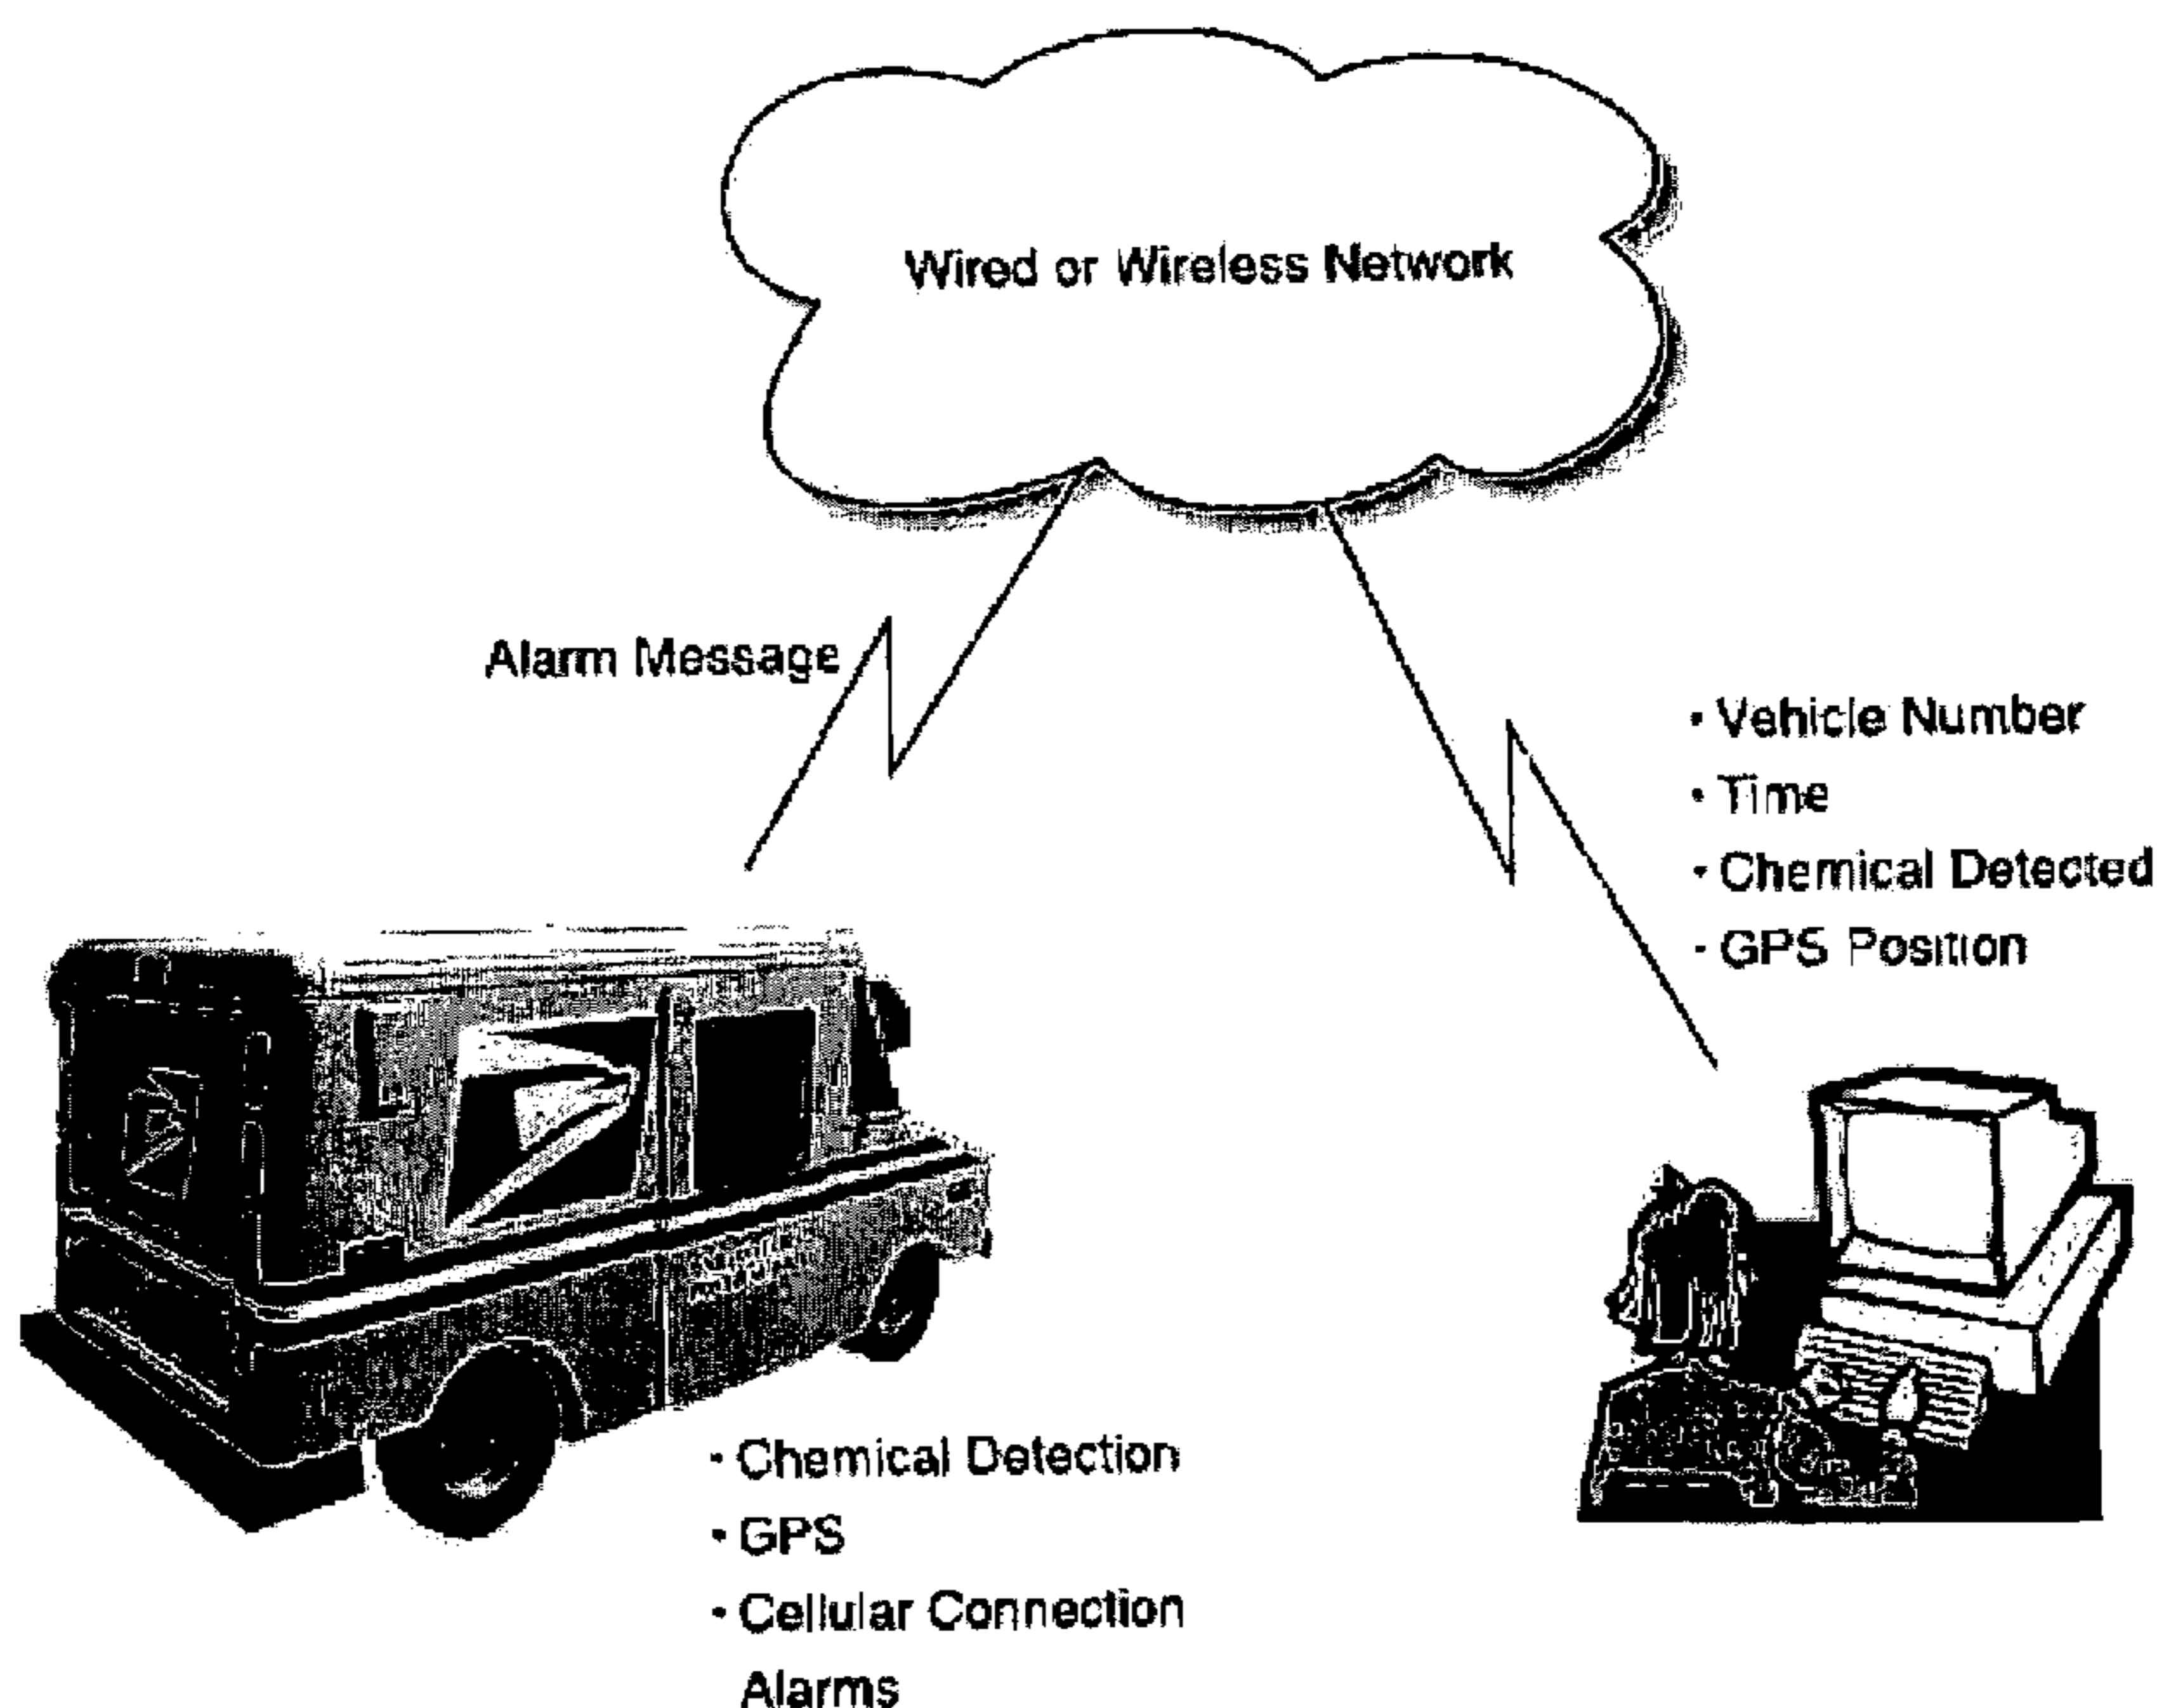 Wired or Wireless Network
Alarm Message
• Vehicle Number
• Time
• Chemical Detected
• GPS Position
• Chemical Detection
• GPS
• Cellular Connection
Alarms